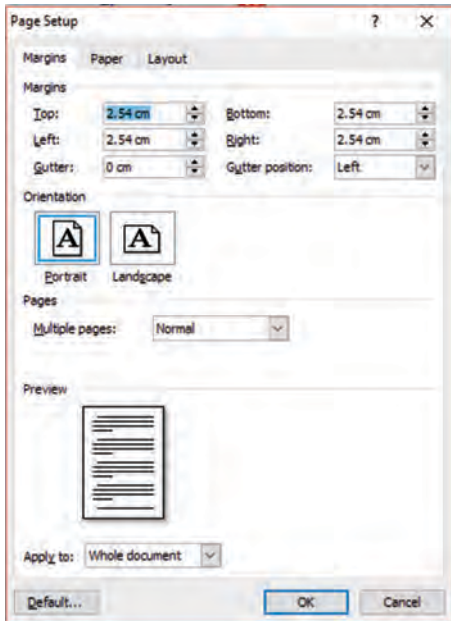 Page Setup ? ×
Margins Paper Layout
Margins
Top: 2.54 cm Bottom: 2.54 cm
Left: 2.54 cm Right: 2.54 cm
Gutter: 0 cm Gutter position: Left
Orientation
A A
Portrait Landscape
Pages
Multiple pages: Normal
Preview
Apply to: Whole document
Default... OK Cancel